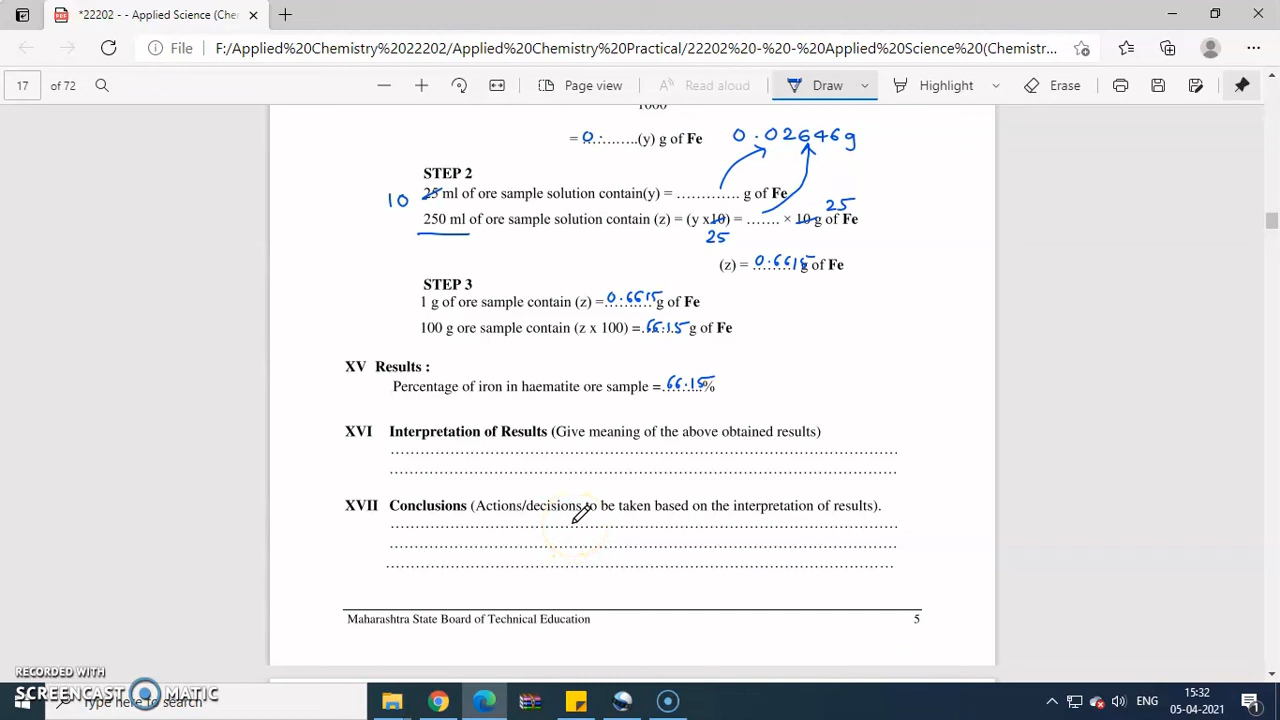 *22202 - - Applied Science (Che
File
F:/Applied%20Chemistry%2022202/Applied%20Chemistry%20Practical/22202%20-%20-%20Applied%20Science%20(Chemistr...
17 of 72
Page view
Read aloud
Draw
Highlight
Erase
1000
= 0.………(y) g of Fe
0.02646g
STEP 2
10 25 ml of ore sample solution contain(y) = …………. g of Fe
250 ml of ore sample solution contain (z) = (y x10) = ……. × 10 g of Fe
25
25
(z) = 0.6615 g of Fe
STEP 3
1 g of ore sample contain (z) =0.6615 g of Fe
100 g ore sample contain (z x 100) =66.15 g of Fe
XV Results :
Percentage of iron in haematite ore sample =66.15%
XVI Interpretation of Results (Give meaning of the above obtained results)
XVII Conclusions (Actions/decisions to be taken based on the interpretation of results).
Maharashtra State Board of Technical Education 5
RECORDED WITH
SCREENCAST MATIC
Type here to search
ENG
15:32
05-04-2021